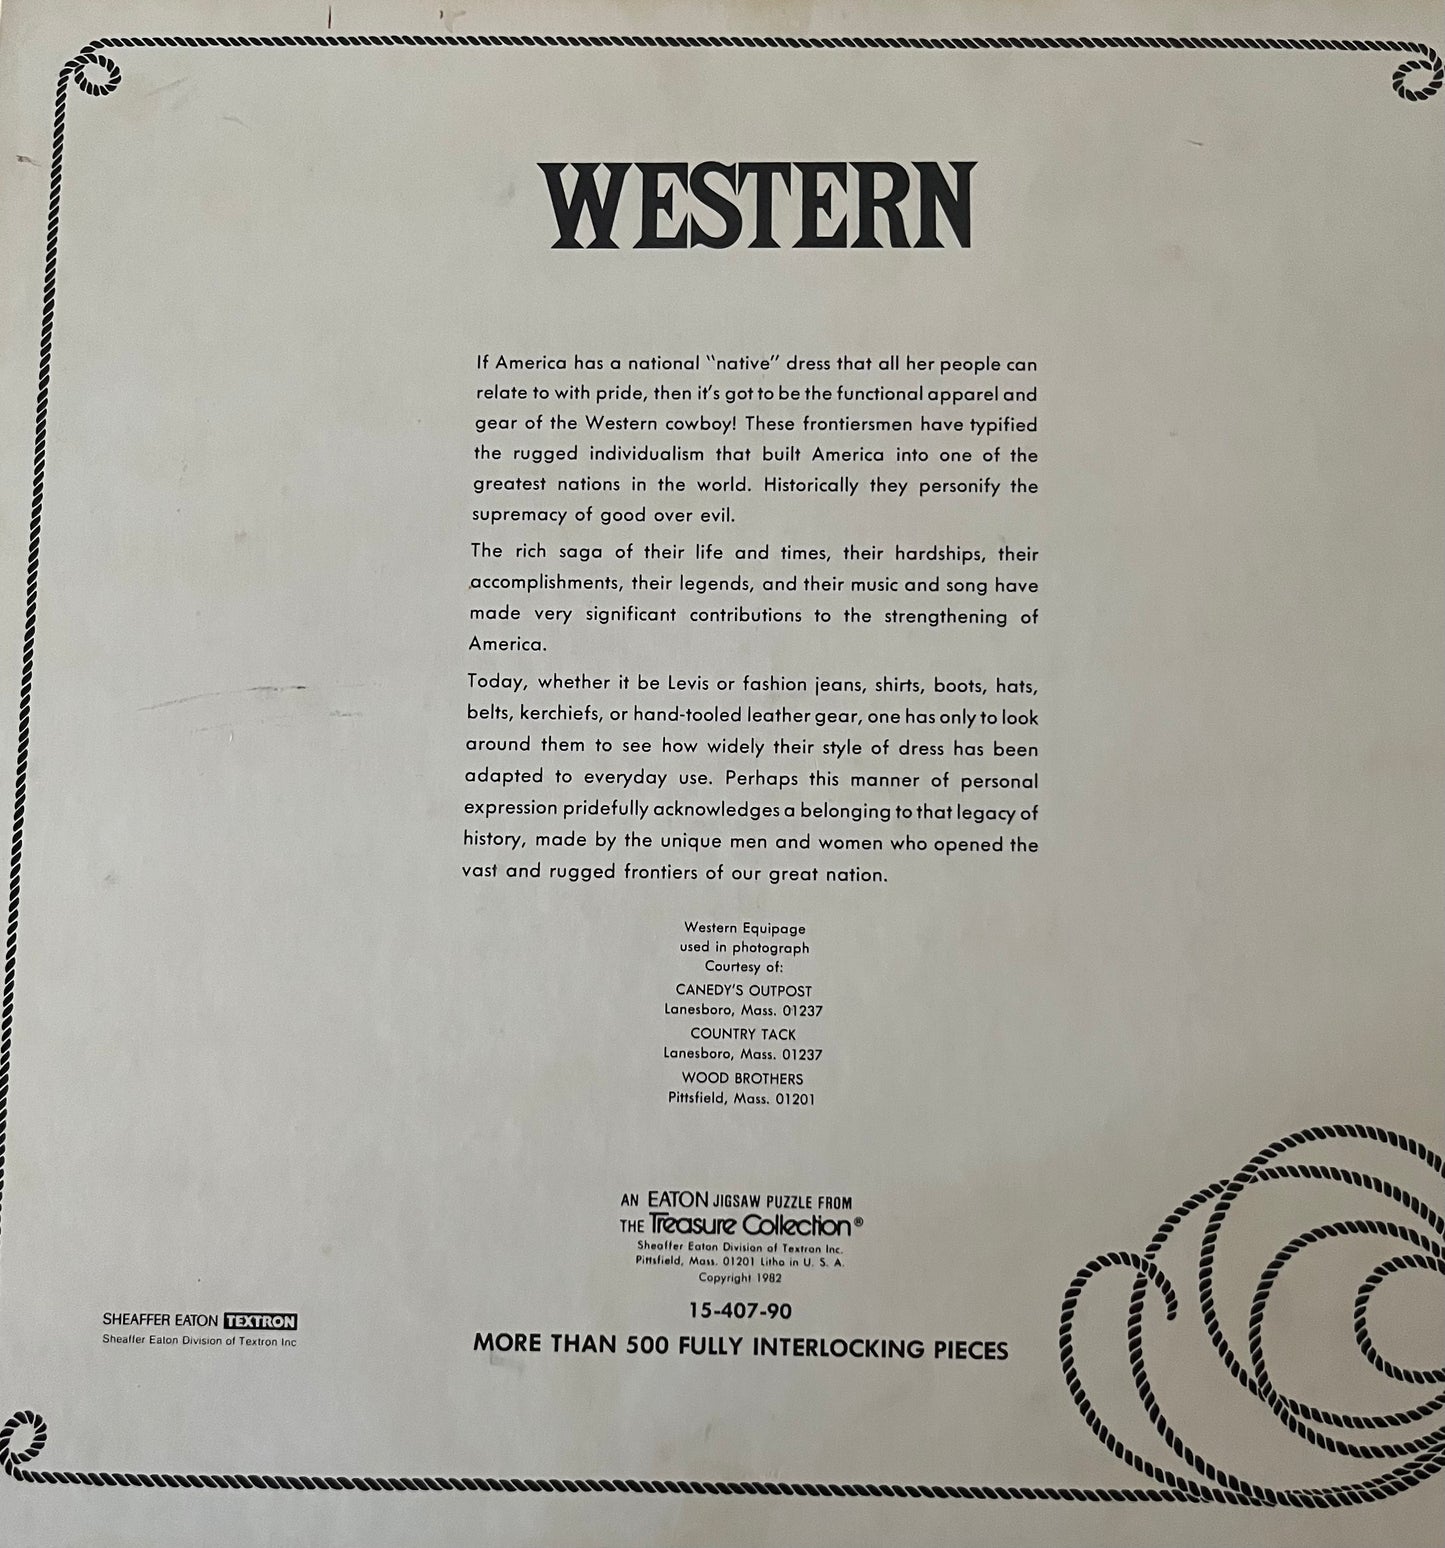 WESTERN
If America has a national "native" dress that all her people can
relate to with pride, then it's got to be the functional apparel and
gear of the Western cowboy! These frontiersmen have typified
the rugged individualism that built America into one of the
greatest nations in the world. Historically they personify the
supremacy of good over evil.
The rich saga of their life and times, their hardships, their
accomplishments, their legends, and their music and song have
made very significant contributions to the strengthening of
America.
Today, whether it be Levis or fashion jeans, shirts, boots, hats,
belts, kerchiefs, or hand-tooled leather gear, one has only to look
around them to see how widely their style of dress has been
adapted to everyday use. Perhaps this manner of personal
expression pridefully acknowledges a belonging to that legacy of
history, made by the unique men and women who opened the
vast and rugged frontiers of our great nation.
Western Equipage
used in photograph
Courtesy of:
CANEDY'S OUTPOST
Lanesboro, Mass. 01237
COUNTRY TACK
Lanesboro, Mass. 01237
WOOD BROTHERS
Pittsfield, Mass. 01201
AN EATON JIGSAW PUZZLE FROM
THE Treasure Collection®
Sheaffer Eaton Division of Textron Inc.
Pittsfield, Mass. 01201 Litho in U. S. A.
Copyright 1982
15-407-90
MORE THAN 500 FULLY INTERLOCKING PIECES
SHEAFFER EATON TEXTRON
Sheaffer Eaton Division of Textron Inc